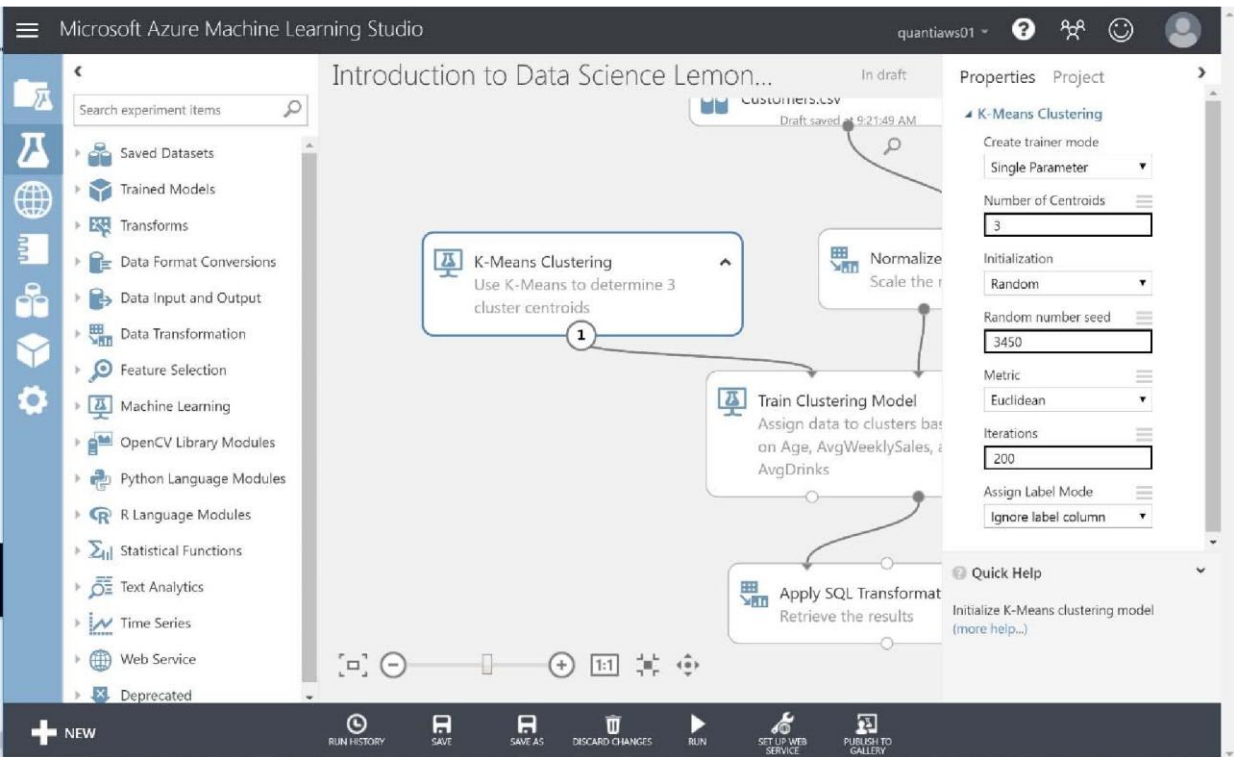 Microsoft Azure Machine Learning Studio
quantiaws01
?
Search experiment items
Saved Datasets
Trained Models
Transforms
Data Format Conversions
Data Input and Output
Data Transformation
Feature Selection
Machine Learning
OpenCV Library Modules
Python Language Modules
R Language Modules
Statistical Functions
Text Analytics
Time Series
Web Service
Deprecated
Introduction to Data Science Lemon...
In draft
Customers.csv
Draft saved at 9:21:49 AM
K-Means Clustering
Use K-Means to determine 3
cluster centroids
1
Normalize
Scale the
Train Clustering Model
Assign data to clusters
on Age, AvgWeeklySales,
AvgDrinks
Apply SQL
Retrieve the results
1:1
Properties Project
K-Means Clustering
Create trainer mode
Single Parameter
Number of Centroids
3
Initialization
Random
Random number seed
3450
Metric
Euclidean
Iterations
200
Assign Label Mode
Ignore label column
Quick Help
Initialize K-Means clustering model
(more help...)
NEW
RUN HISTORY
SAVE
SAVE AS
DISCARD CHANGES
RUN
SET UP WEB
SERVICE
PUBLISH TO
GALLERY